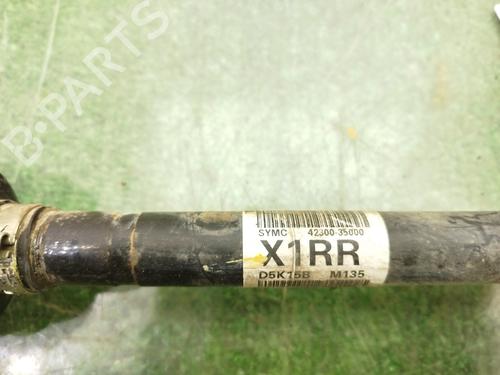 B-PARTS
SYMC 42300-35000
X1RR
D5K15B M135